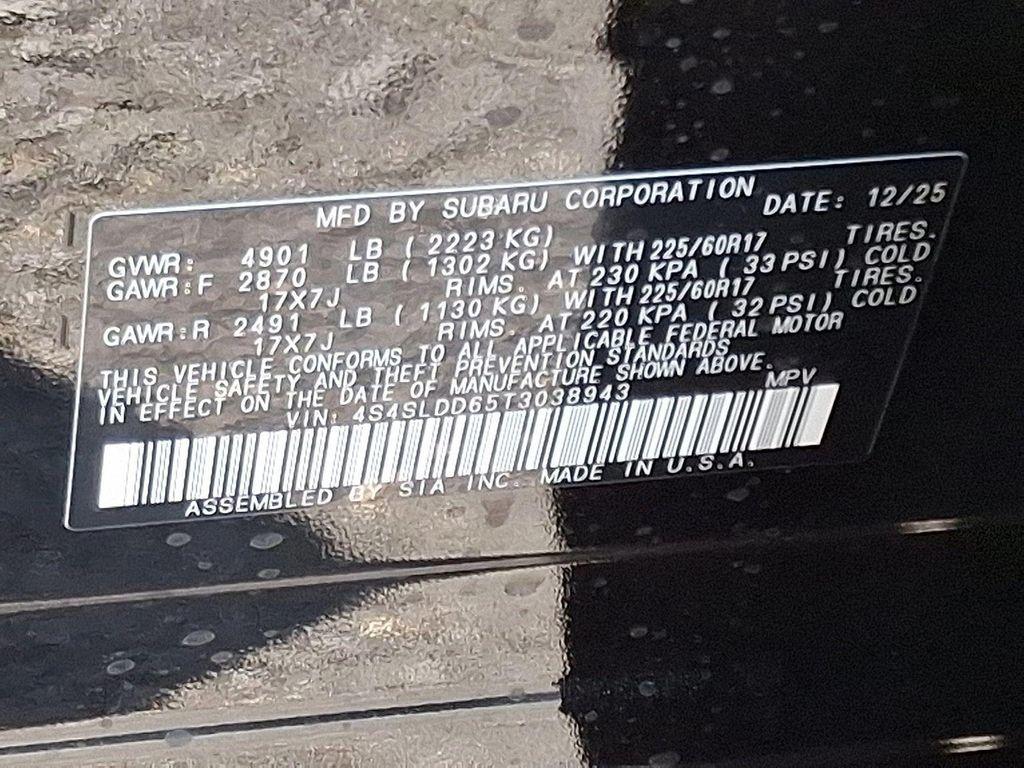 MFD BY SUBARU CORPORATION DATE: 12/25
GVWR: 4901 LB ( 2223 KG)
GAWR:F 2870 LB ( 1302 KG) WITH 225/60R17 TIRES.
17X7J RIMS. AT 230 KPA ( 33 PSI) COLD
GAWR:R 2491 LB ( 1130 KG) WITH 225/60R17 TIRES.
17X7J RIMS. AT 220 KPA ( 32 PSI) COLD
THIS VEHICLE CONFORMS TO ALL APPLICABLE FEDERAL MOTOR
VEHICLE SAFETY AND THEFT PREVENTION STANDARDS
IN EFFECT ON THE DATE OF MANUFACTURE SHOWN ABOVE.
VIN: 4S4SLDD65T3038943 MPV
ASSEMBLED BY SIA INC. MADE IN U.S.A.